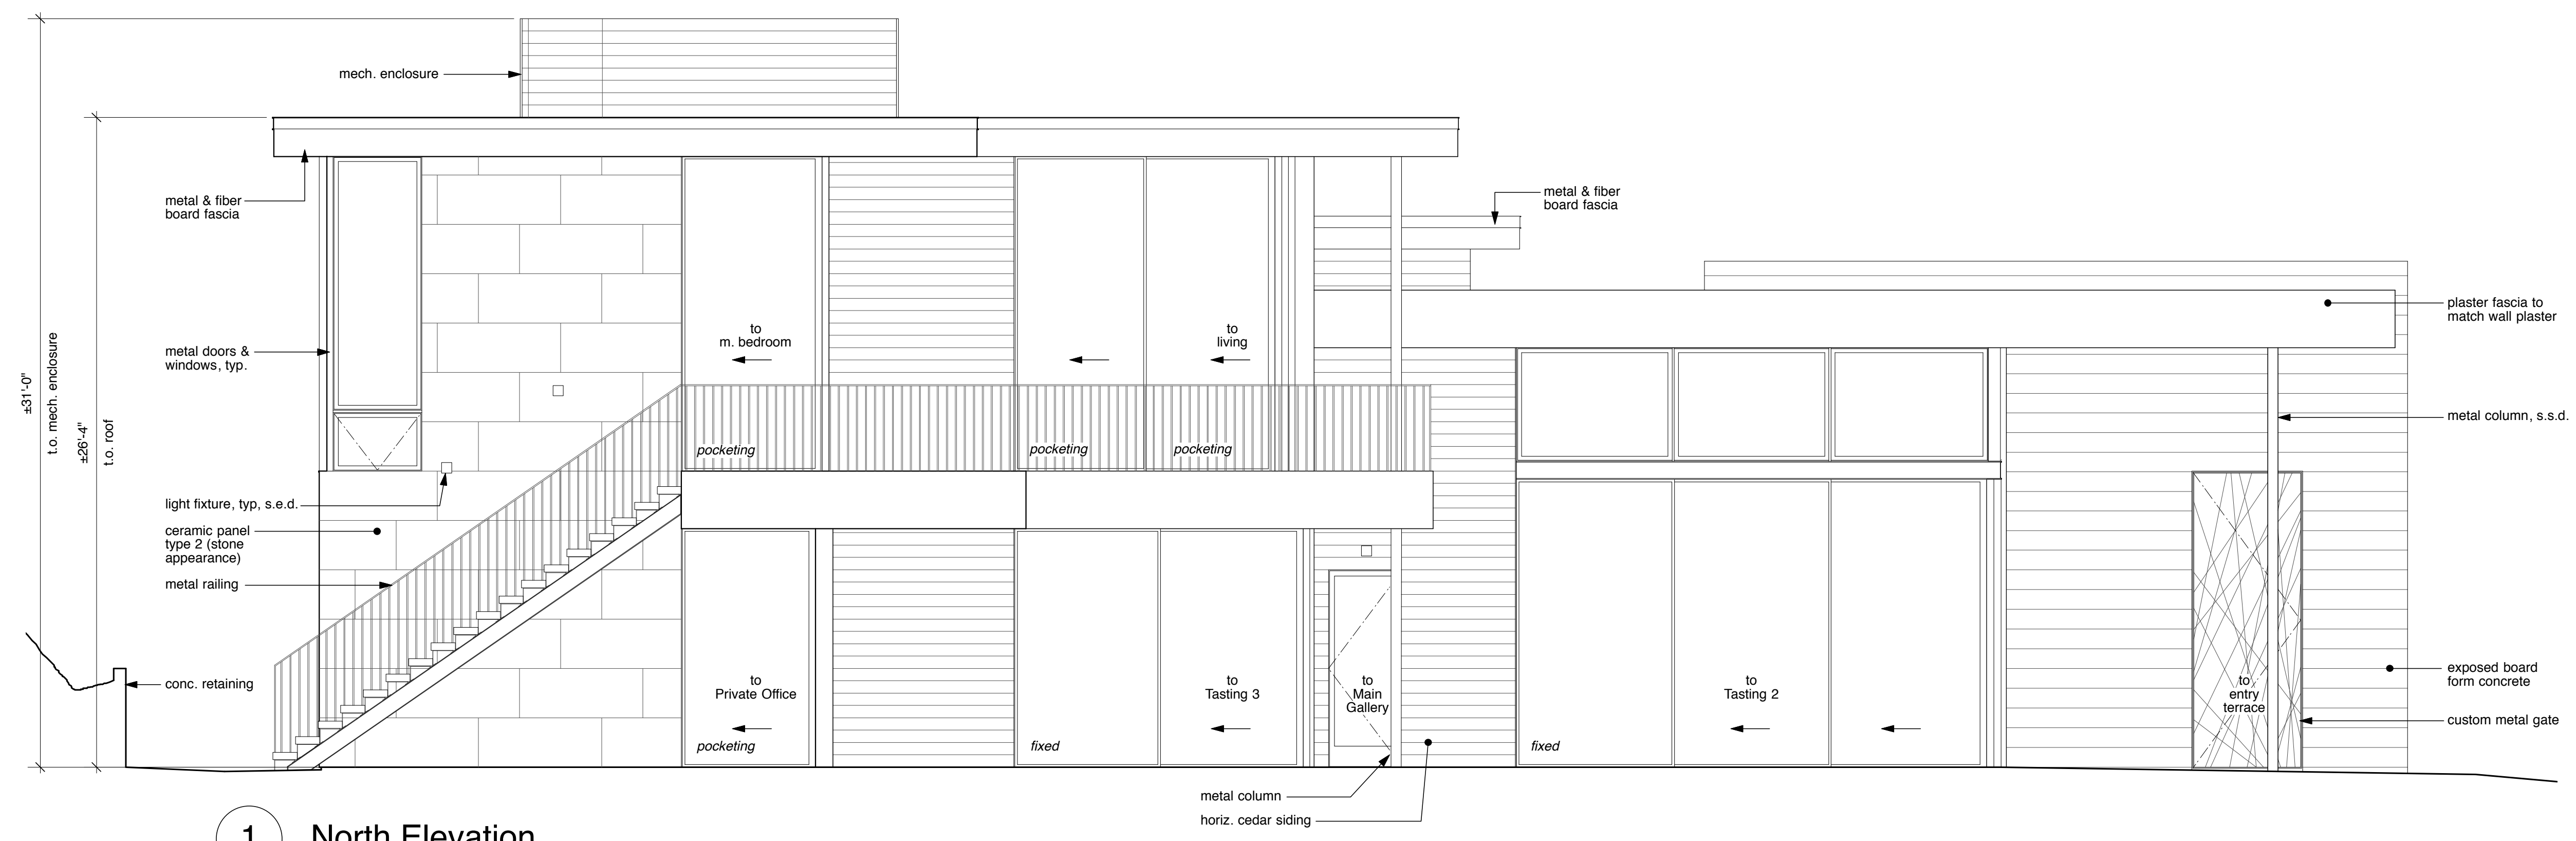 mech. enclosure
±31'-0"
t.o. mech. enclosure
±26'-4"
t.o. roof
metal & fiber
board fascia
metal doors &
windows, typ.
light fixture, typ, s.e.d.
ceramic panel
type 2 (stone
appearance)
metal railing
conc. retaining
to
m. bedroom
pocketing
pocketing
to
living
pocketing
to
Private Office
pocketing
fixed
to
Tasting 3
to
Main
Gallery
metal column
horiz. cedar siding
metal & fiber
board fascia
fixed
to
Tasting 2
to
entry
terrace
plaster fascia to
match wall plaster
metal column, s.s.d.
exposed board
form concrete
custom metal gate
1
North Elevation